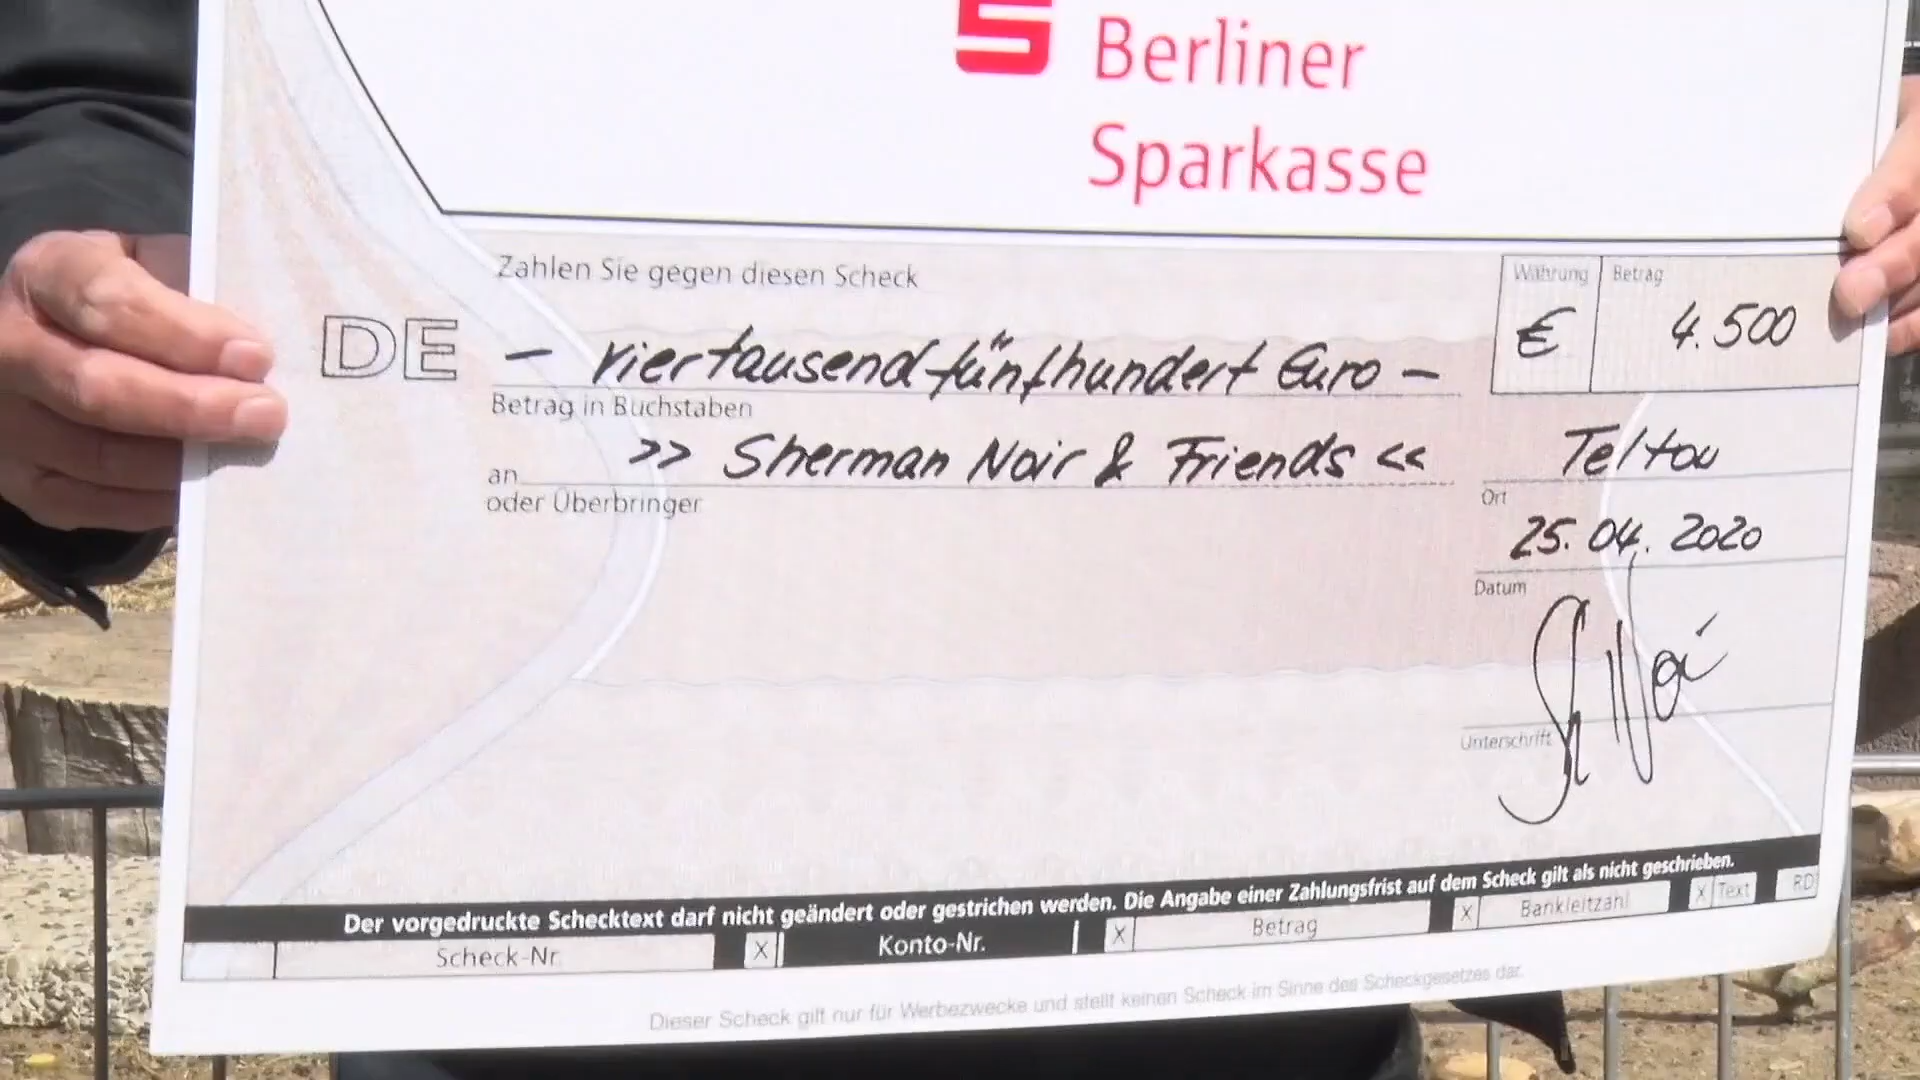 Berliner
Sparkasse
Zahlen Sie gegen diesen Scheck
Währung
Betrag
DE
– viertausendfünfhundert Euro –
€
4.500
Betrag in Buchstaben
>> Sherman Noir & Friends <<
an
oder Überbringer
Teltow
Ort
25.04.2020
Datum
Unterschrift
Der vorgedruckte Schecktext darf nicht geändert oder gestrichen werden. Die Angabe einer Zahlungsfrist auf dem Scheck gilt als nicht geschrieben.
Scheck-Nr. X Konto-Nr. X Betrag X Bankleitzahl X Text RD
Dieser Scheck gilt nur für Werbezwecke und stellt keinen Scheck im Sinne des Scheckgesetzes dar.